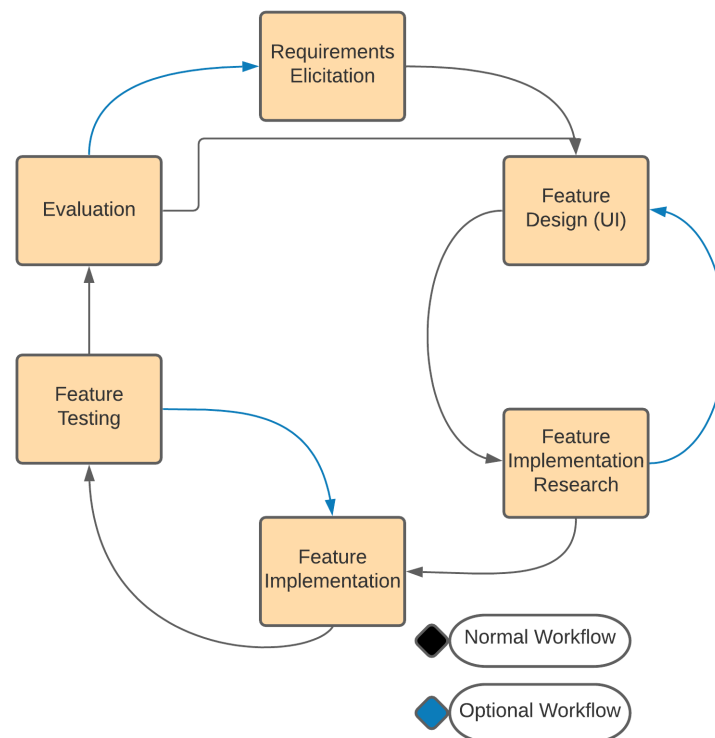 Requirements
Elicitation
Evaluation
Feature
Design (UI)
Feature
Testing
Feature
Implementation
Research
Feature
Implementation
Normal Workflow
Optional Workflow